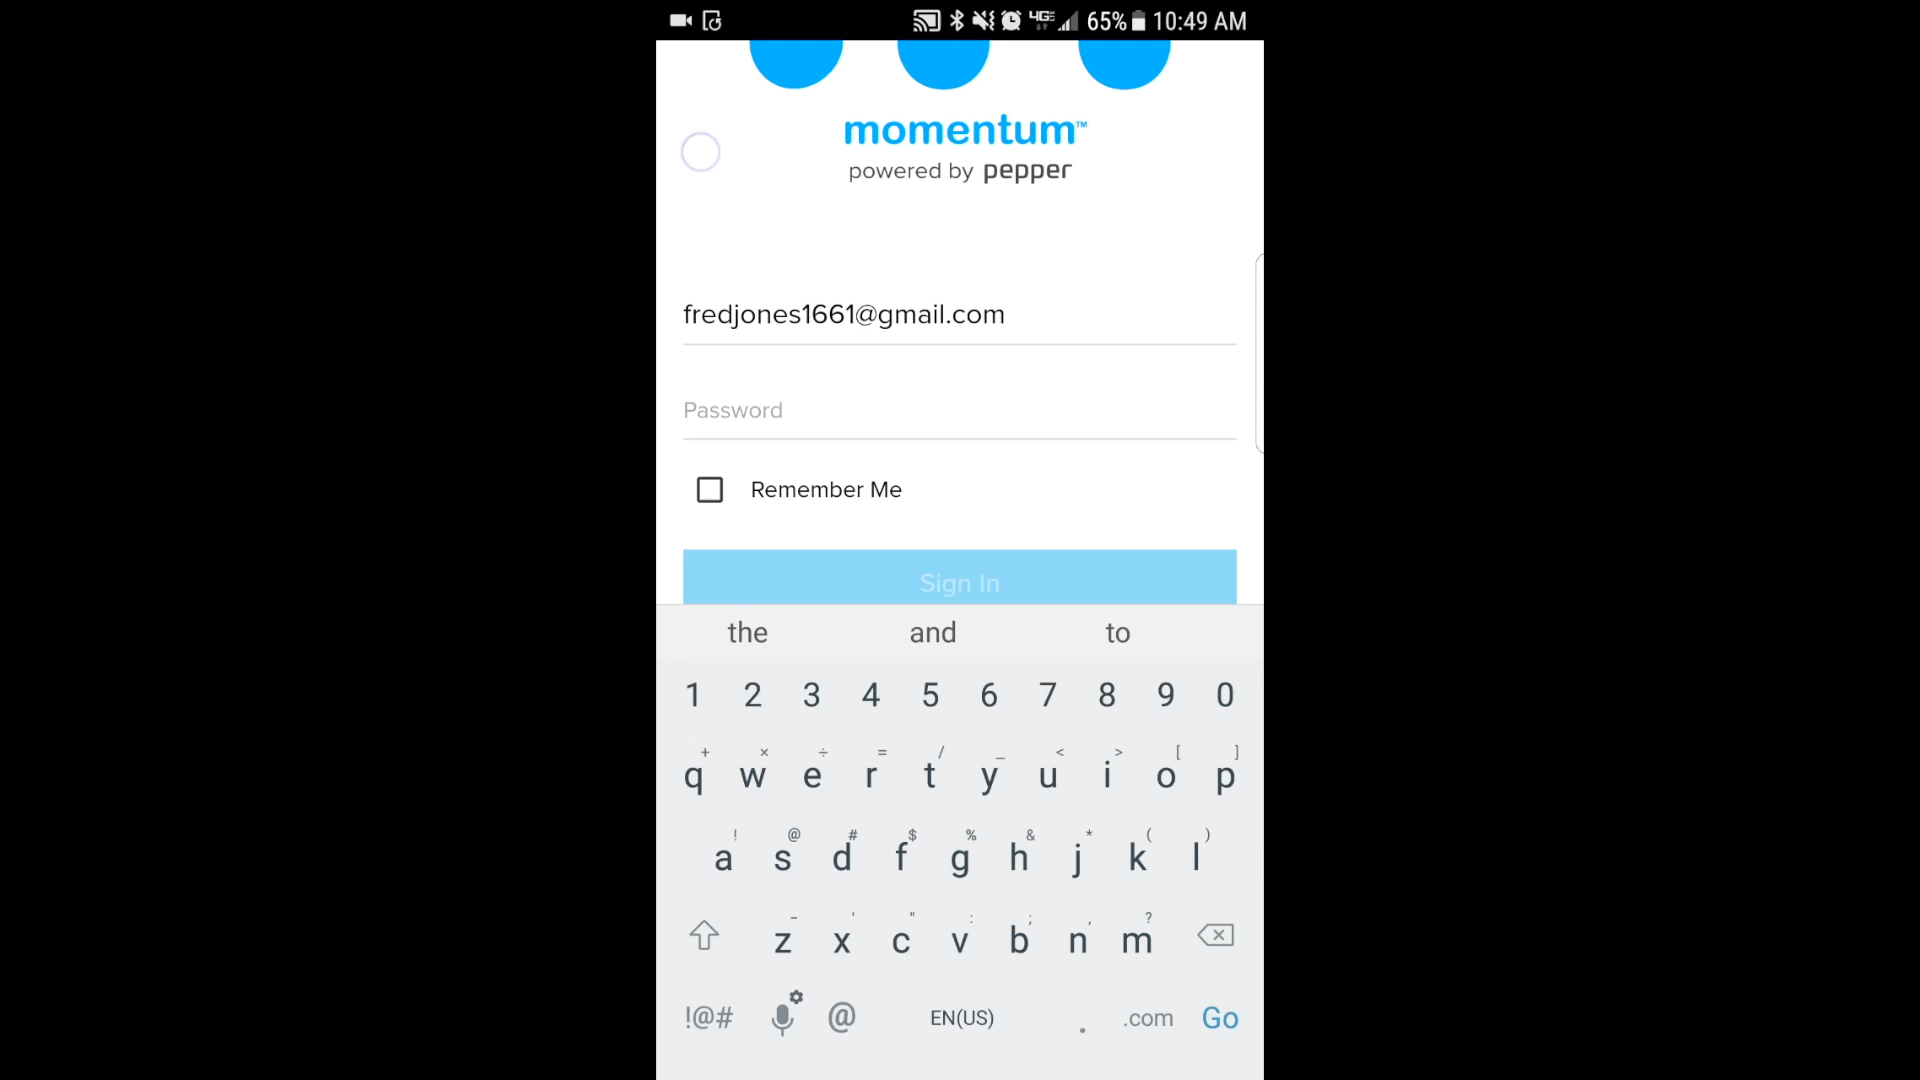 4GE 65% 10:49 AM
momentum™
powered by pepper
fredjones1661@gmail.com
Password
Remember Me
Sign In
the and to
1 2 3 4 5 6 7 8 9 0
+ × ÷ = / _ < > [ ]
q w e r t y u i o p
! @ # $ % & * ( )
a s d f g h j k l
- ' " : ; , ?
z x c v b n m
!@# @ EN(US) . .com Go